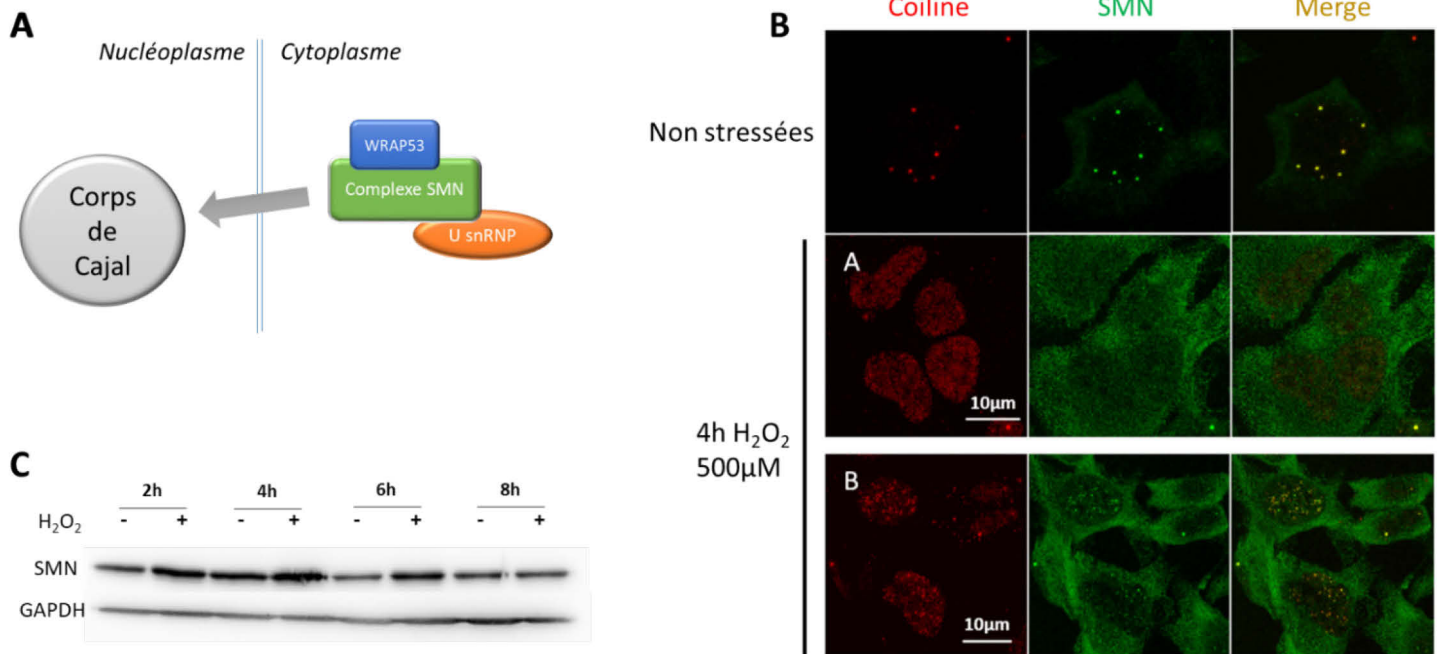 A
Nucléoplasme
Cytoplasme
WRAP53
Complexe SMN
U snRNP
Corps
de
Cajal
B
Coiline
SMN
Merge
Non stressées
A
10µm
4h H₂O₂
500µM
B
10µm
C
2h
4h
6h
8h
H₂O₂
- + - + - + - +
SMN
GAPDH